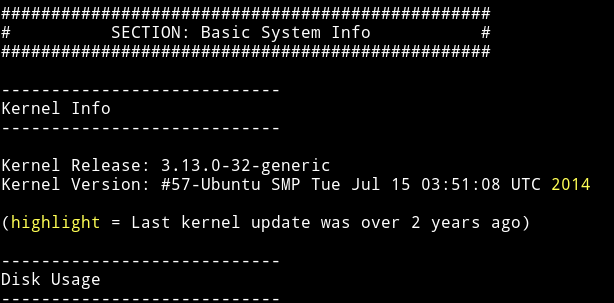 #################################################
#          SECTION: Basic System Info           #
#################################################
----------------------------
Kernel Info
----------------------------
Kernel Release: 3.13.0-32-generic
Kernel Version: #57-Ubuntu SMP Tue Jul 15 03:51:08 UTC 2014
(highlight = Last kernel update was over 2 years ago)
----------------------------
Disk Usage
----------------------------